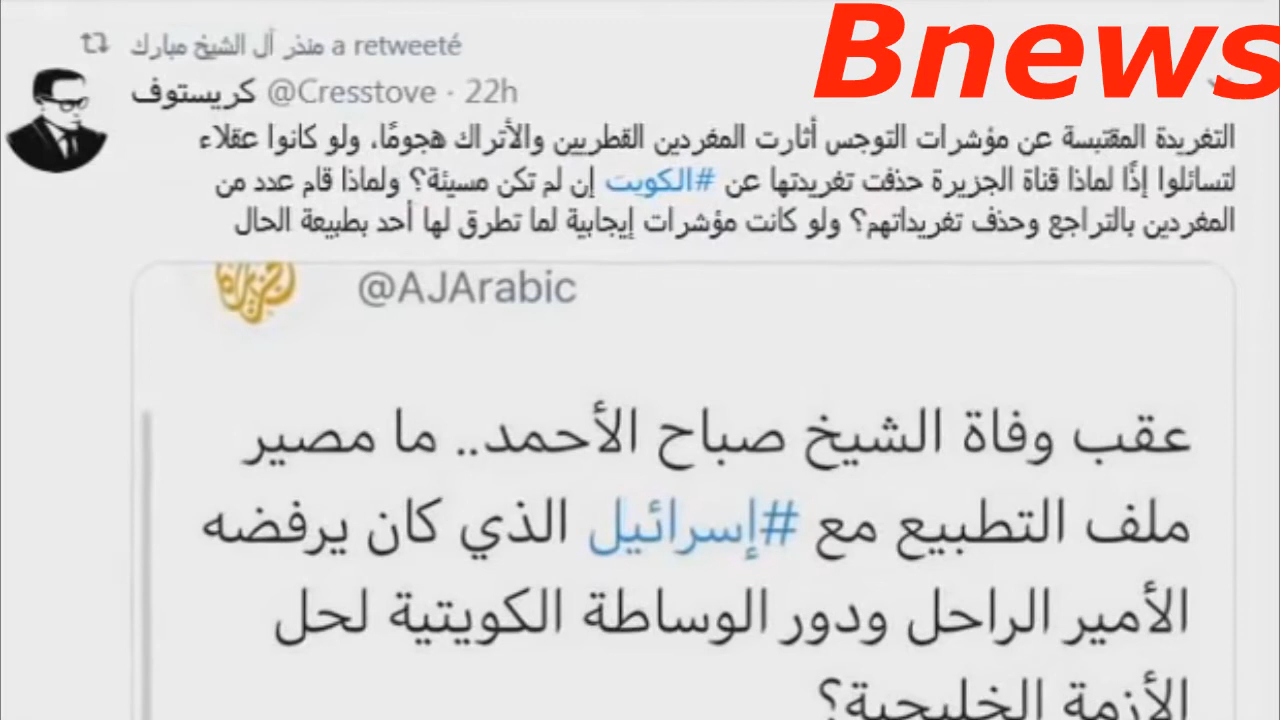 Bnews
منذر آل الشيخ مبارك a retweeté
كريستوف @Cresstove · 22h
التغريدة المقتبسة عن مؤشرات التوجس أثارت المغردين القطريين والأتراك هجومًا، ولو كانوا عقلاء
لتسائلوا إذًا لماذا قناة الجزيرة حذفت تغريدتها عن #الكويت إن لم تكن مسيئة؟ ولماذا قام عدد من
المغردين بالتراجع وحذف تغريداتهم؟ ولو كانت مؤشرات إيجابية لما تطرق لها أحد بطبيعة الحال
@AJArabic
عقب وفاة الشيخ صباح الأحمد.. ما مصير
ملف التطبيع مع #إسرائيل الذي كان يرفضه
الأمير الراحل ودور الوساطة الكويتية لحل
الأزمة الخليجية؟